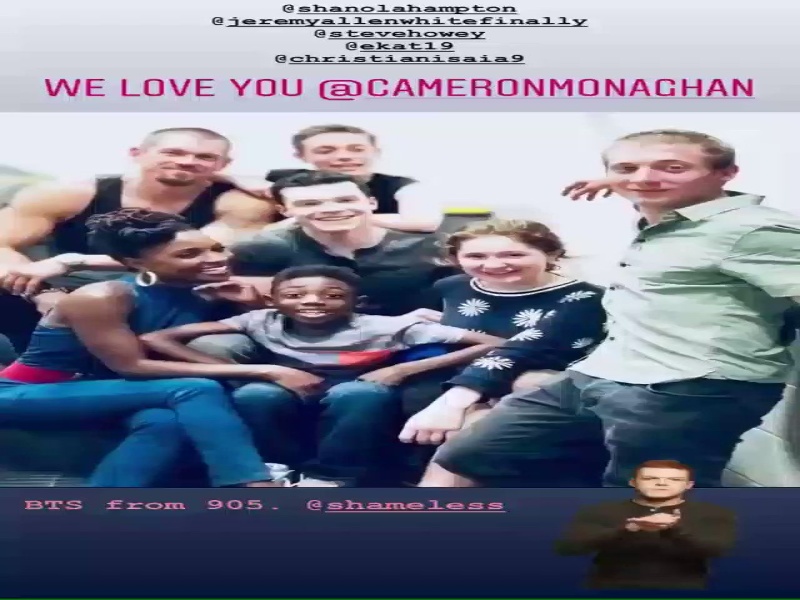 @shanolahampton
@jeremyallenwhitefinally
@stevehowey
@ekat19
@christianisaia9
WE LOVE YOU @CAMERONMONAGHAN
BTS from 905. @shameless